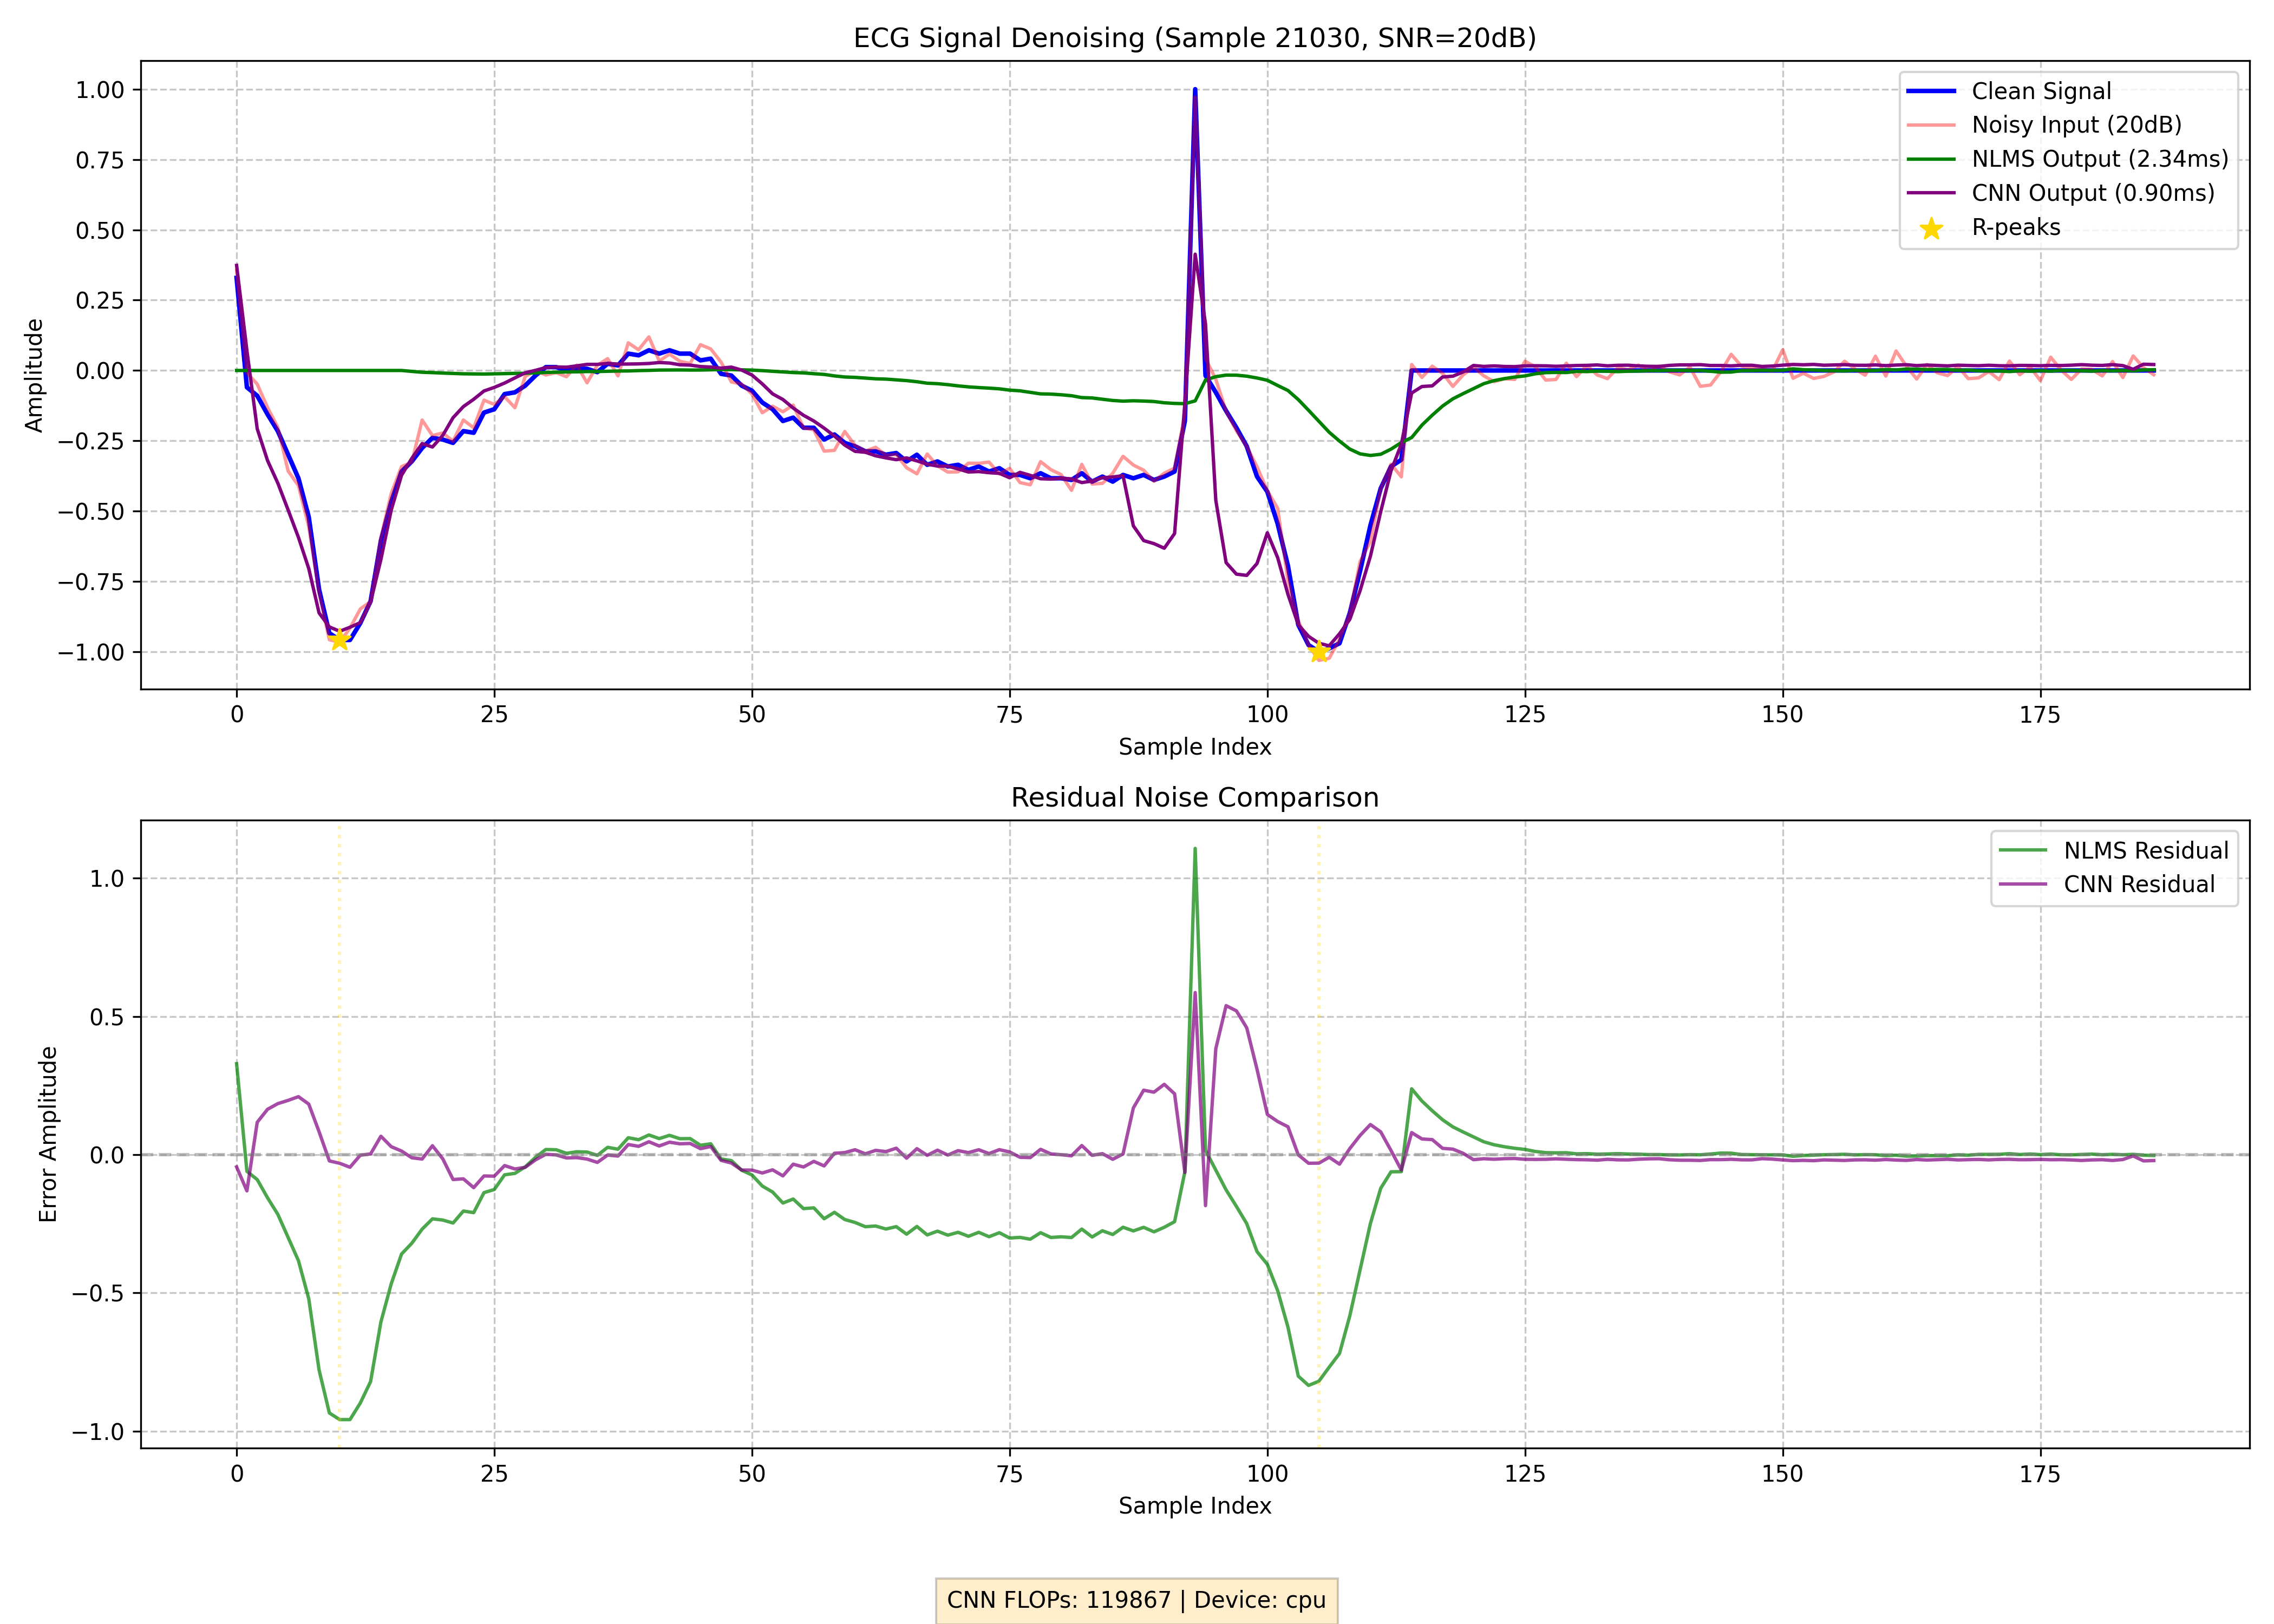 ECG Signal Denoising (Sample 21030, SNR=20dB)
Clean Signal
Noisy Input (20dB)
NLMS Output (2.34ms)
CNN Output (0.90ms)
R-peaks
Amplitude
1.00
0.75
0.50
0.25
0.00
−0.25
−0.50
−0.75
−1.00
0 25 50 75 100 125 150 175
Sample Index
Residual Noise Comparison
NLMS Residual
CNN Residual
Error Amplitude
1.0
0.5
0.0
−0.5
−1.0
0 25 50 75 100 125 150 175
Sample Index
CNN FLOPs: 119867 | Device: cpu